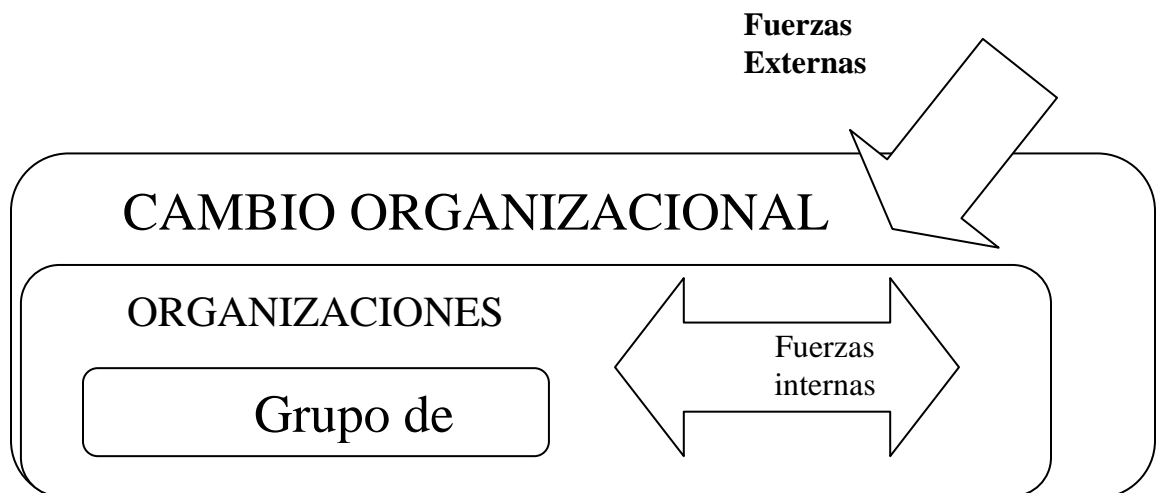 Fuerzas
Externas
CAMBIO ORGANIZACIONAL
ORGANIZACIONES
Fuerzas
internas
Grupo de